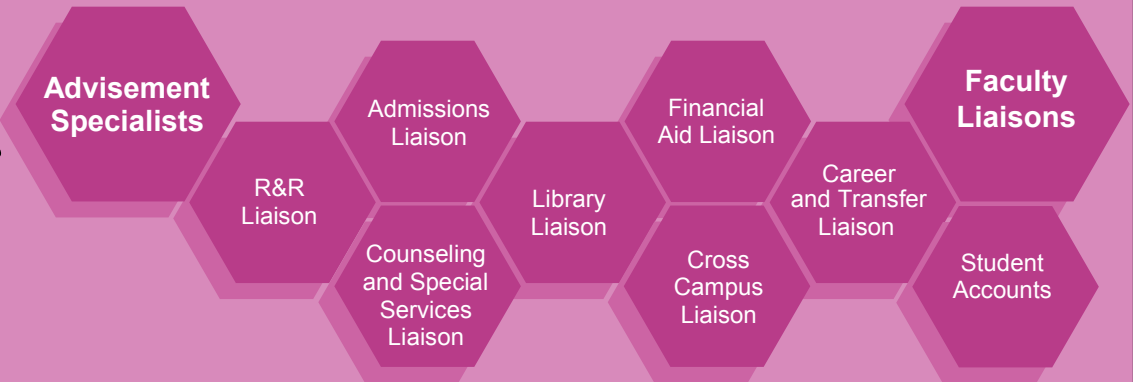 Advisement
Specialists
R&R
Liaison
Admissions
Liaison
Counseling
and Special
Services
Liaison
Library
Liaison
Financial
Aid Liaison
Cross
Campus
Liaison
Career
and Transfer
Liaison
Faculty
Liaisons
Student
Accounts